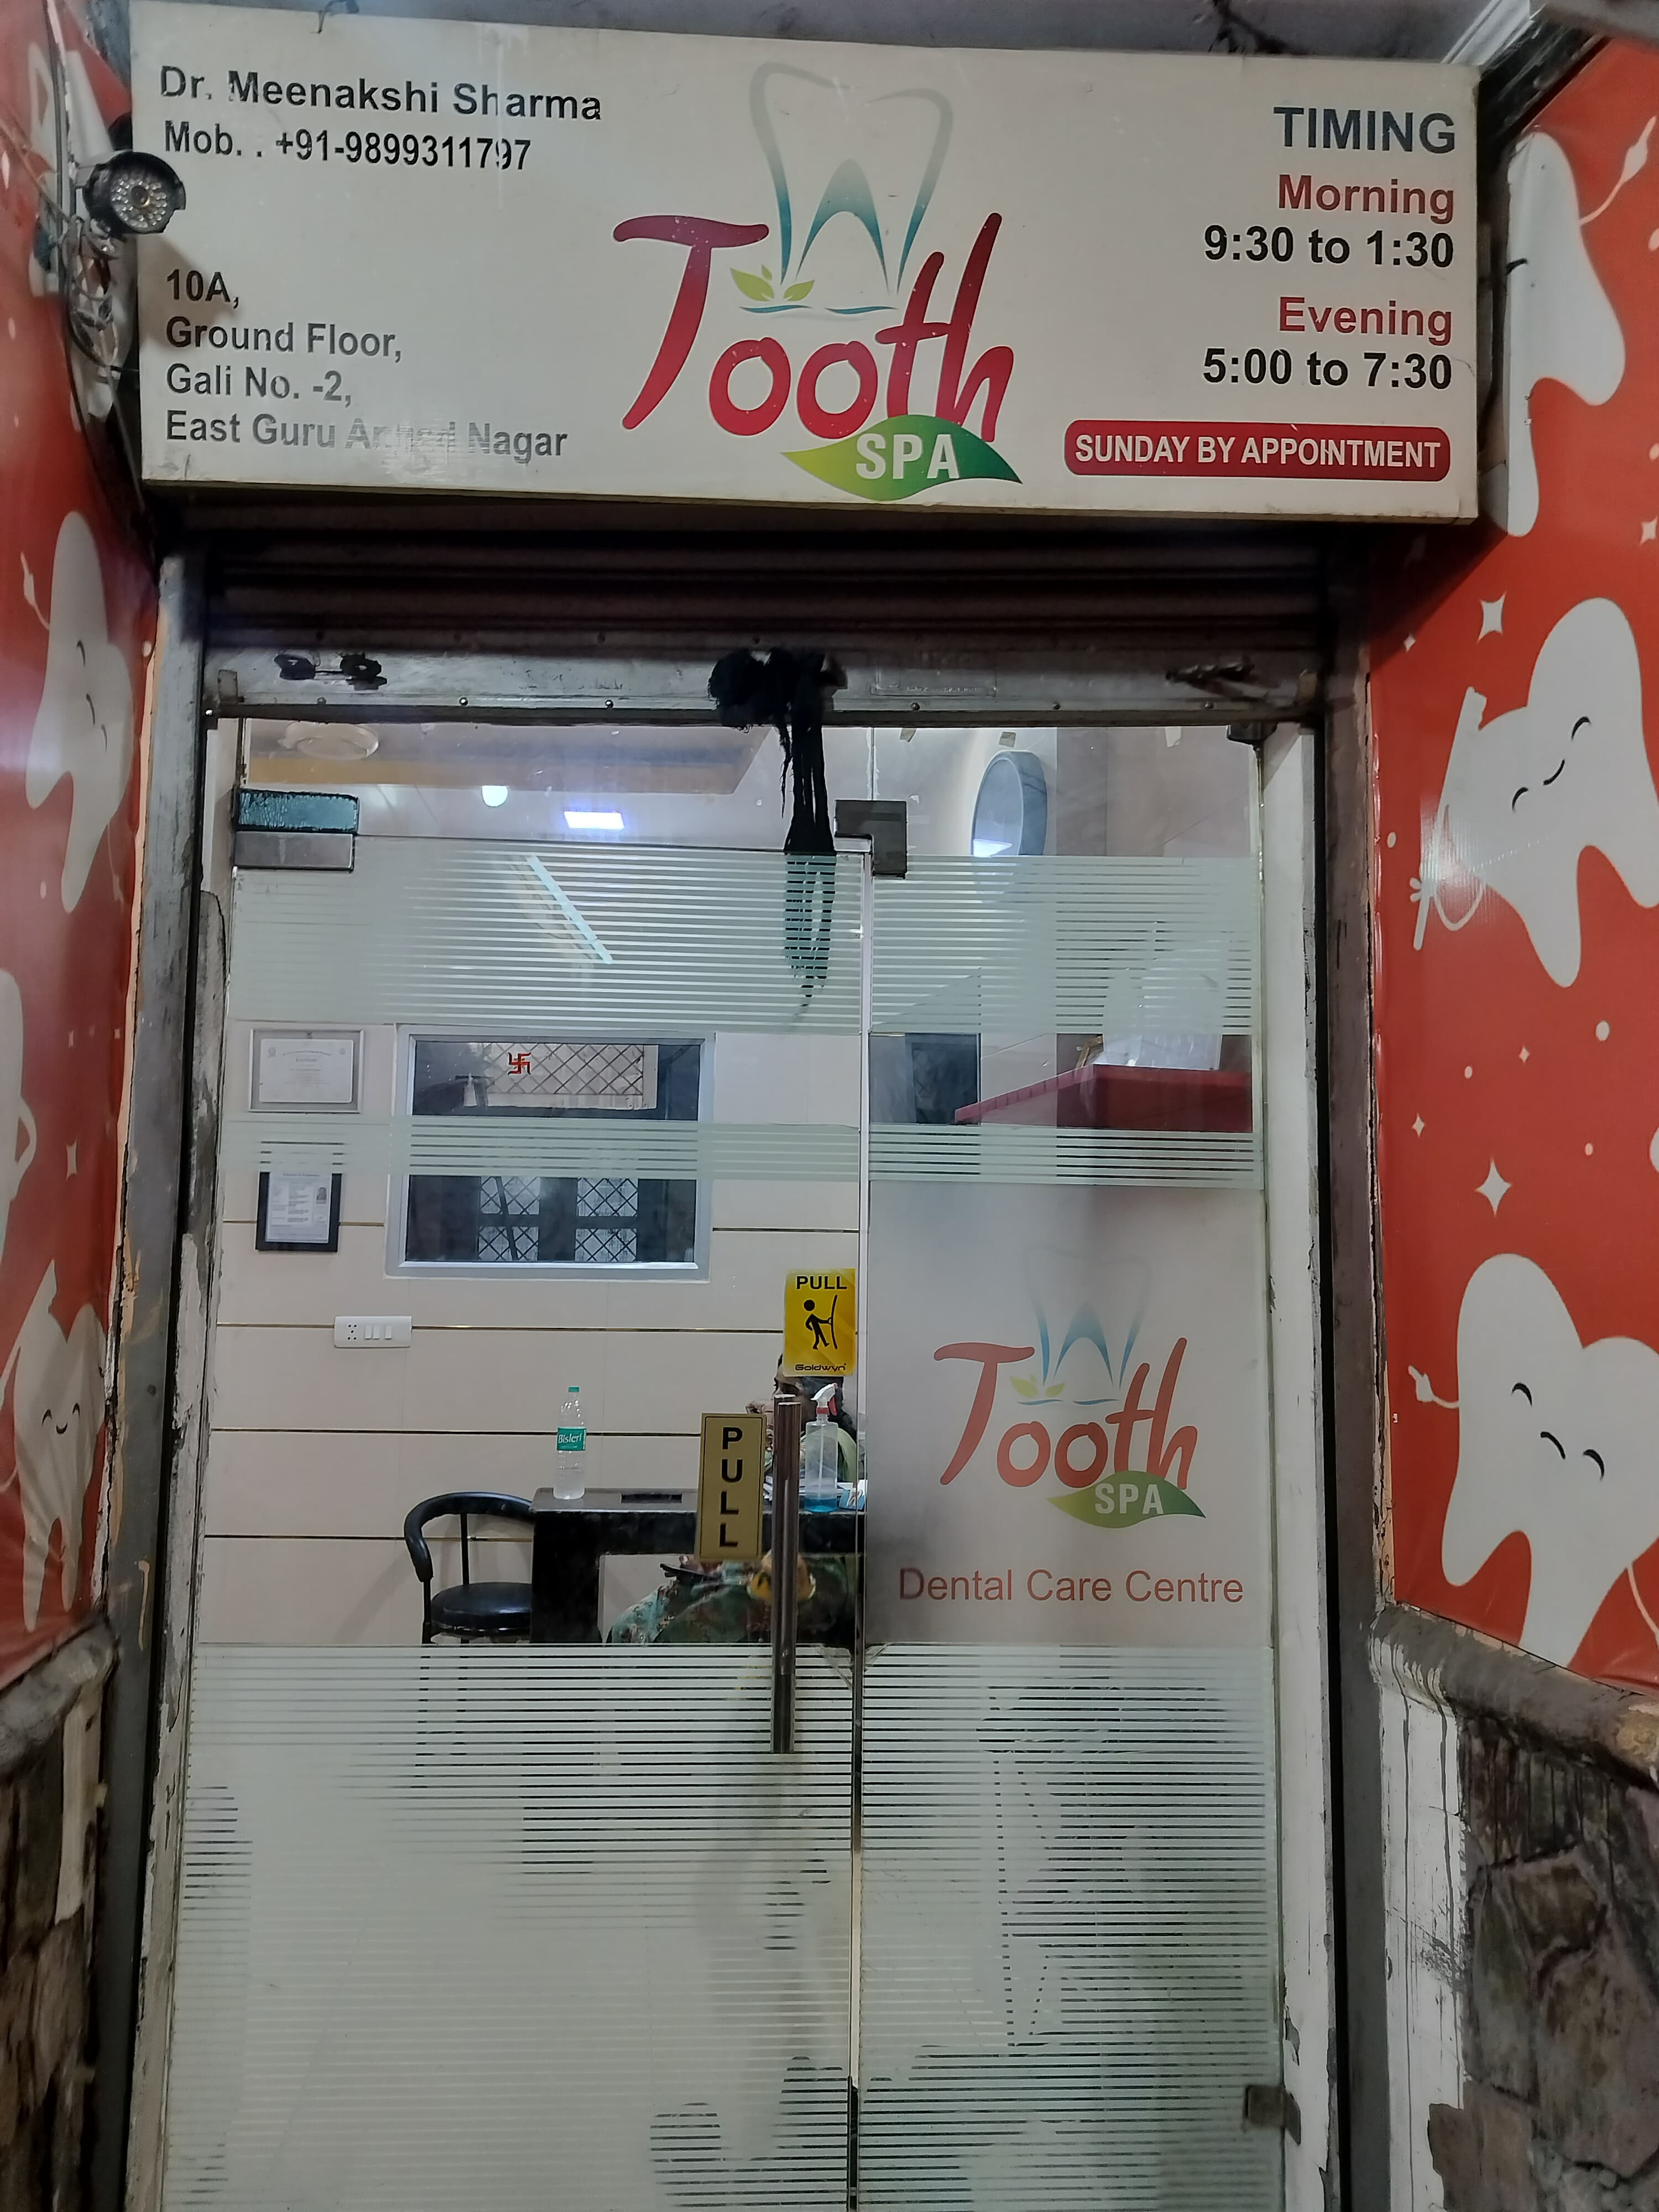 Dr. Meenakshi Sharma
Mob. . +91-9899311797
10A,
Ground Floor,
Gali No. -2,
East Guru Nagar
Tooth
SPA
TIMING
Morning
9:30 to 1:30
Evening
5:00 to 7:30
SUNDAY BY APPOINTMENT
PULL
Goldwyn
PULL
Bisleri
Tooth
SPA
Dental Care Centre